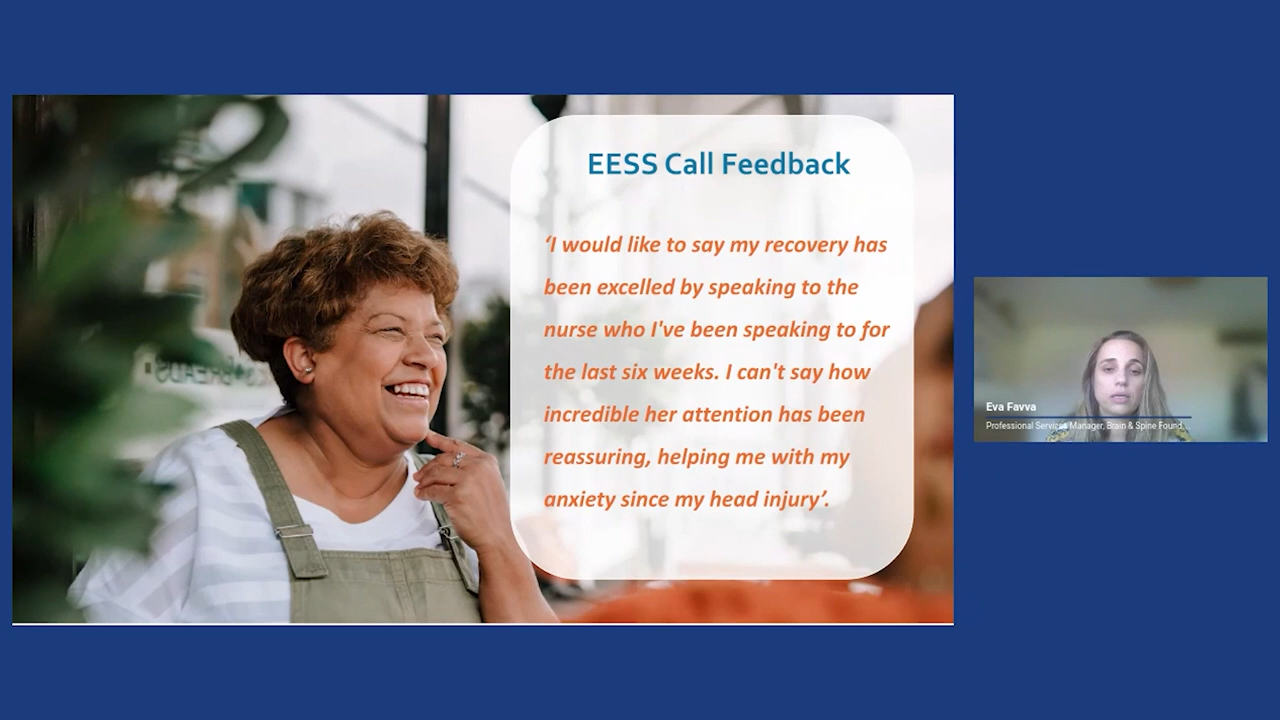 EESS Call Feedback
‘I would like to say my recovery has
been excelled by speaking to the
nurse who I've been speaking to for
the last six weeks. I can't say how
incredible her attention has been
reassuring, helping me with my
anxiety since my head injury’.
Eva Favva
Professional Services Manager, Brain & Spine Found...